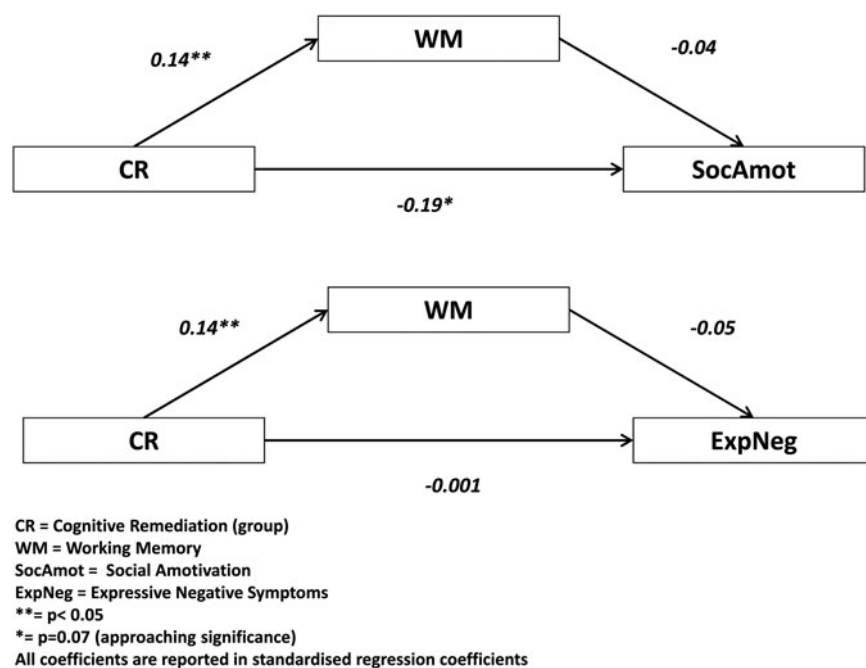 WM
0.14**
-0.04
CR
SocAmot
-0.19*
WM
0.14**
-0.05
CR
ExpNeg
-0.001
CR = Cognitive Remediation (group)
WM = Working Memory
SocAmot = Social Amotivation
ExpNeg = Expressive Negative Symptoms
**= p< 0.05
*= p=0.07 (approaching significance)
All coefficients are reported in standardised regression coefficients